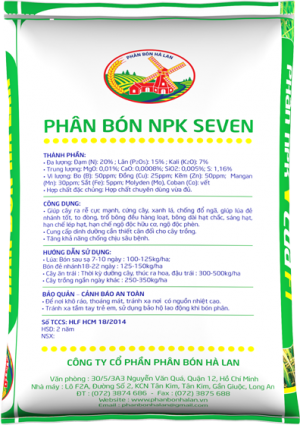 PHÂN BÓN HÀ LAN
PHÂN BÓN NPK SEVEN
THÀNH PHẦN:
• Đa lượng: Đạm (N): 20% ; Lân (P₂O₅): 15% ; Kali (K₂O): 7%
• Trung lượng: MgO: 0,01%; CaO: 0,0008%; SiO2: 0,005%; S: 1,16%
• Vi lượng: Bo (B): 50ppm; Đồng (Cu): 25ppm; Kẽm (Zn): 50ppm; Mangan
(Mn): 30ppm; Sắt (Fe): 5ppm; Molyden (Mo), Coban (Co): vết
• Hợp chất đặc chủng: Hợp chất chuyên dùng vừa đủ.
CÔNG DỤNG:
• Giúp cây ra rễ cực mạnh, cứng cây, xanh lá, chống đổ ngã, giúp lúa đẻ
nhánh tốt, to đòng, trổ bông đều hàng loạt, bông dài hạt chắc, sáng hạt,
hạn chế lép hạt, hạn chế ngộ độc hữu cơ, ngộ độc phèn.
• Cung cấp dinh dưỡng cần thiết cân đối cho cây trồng.
• Tăng khả năng chống chịu sâu bệnh.
HƯỚNG DẪN SỬ DỤNG:
• Lúa: Bón sau sạ 7-10 ngày : 100-125kg/ha;
Bón đẻ nhánh18-22 ngày : 125-150kg/ha
• Cây ăn trái : Thời kỳ dưỡng cây, thúc ra hoa, đậu trái : 300-500kg/ha
• Cây trồng ngắn ngày khác : 250-350kg/ha
BẢO QUẢN - CẢNH BÁO AN TOÀN
• Để nơi khô ráo, thoáng mát, tránh xa nơi có nguồn nhiệt cao.
• Tránh xa tầm tay trẻ em, sử dụng bảo hộ lao động khi bón phân.
Số TCCS: HLF HCM 18/2014
HSD: 2 năm
NSX:
CÔNG TY CỔ PHẦN PHÂN BÓN HÀ LAN
Văn phòng : 30/5/3A3 Nguyễn Văn Quá, Quận 12, Hồ Chí Minh
Nhà máy : Lô F2A, Đường Số 2, KCN Tân Kim, Tân Kim, Cần Giuộc, Long An
ĐT : (072) 3874 686 - Fax : (072) 3875 688
Website : www.phanbonhalan.vn
Email : phanbonhalan@gmail.com